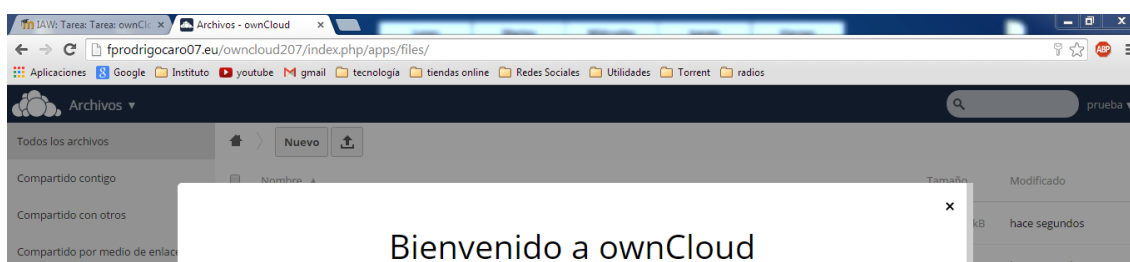 IAW: Tarea: Tarea: ownClo × Archivos - ownCloud ×
fprodrigocaro07.eu/owncloud207/index.php/apps/files/
Aplicaciones Google Instituto youtube gmail tecnología tiendas online Redes Sociales Utilidades Torrent radios
Archivos prueba
Todos los archivos Nuevo
Compartido contigo Nombre Tamaño Modificado
Compartido con otros × kB hace segundos
Compartido por medio de enlace Bienvenido a ownCloud